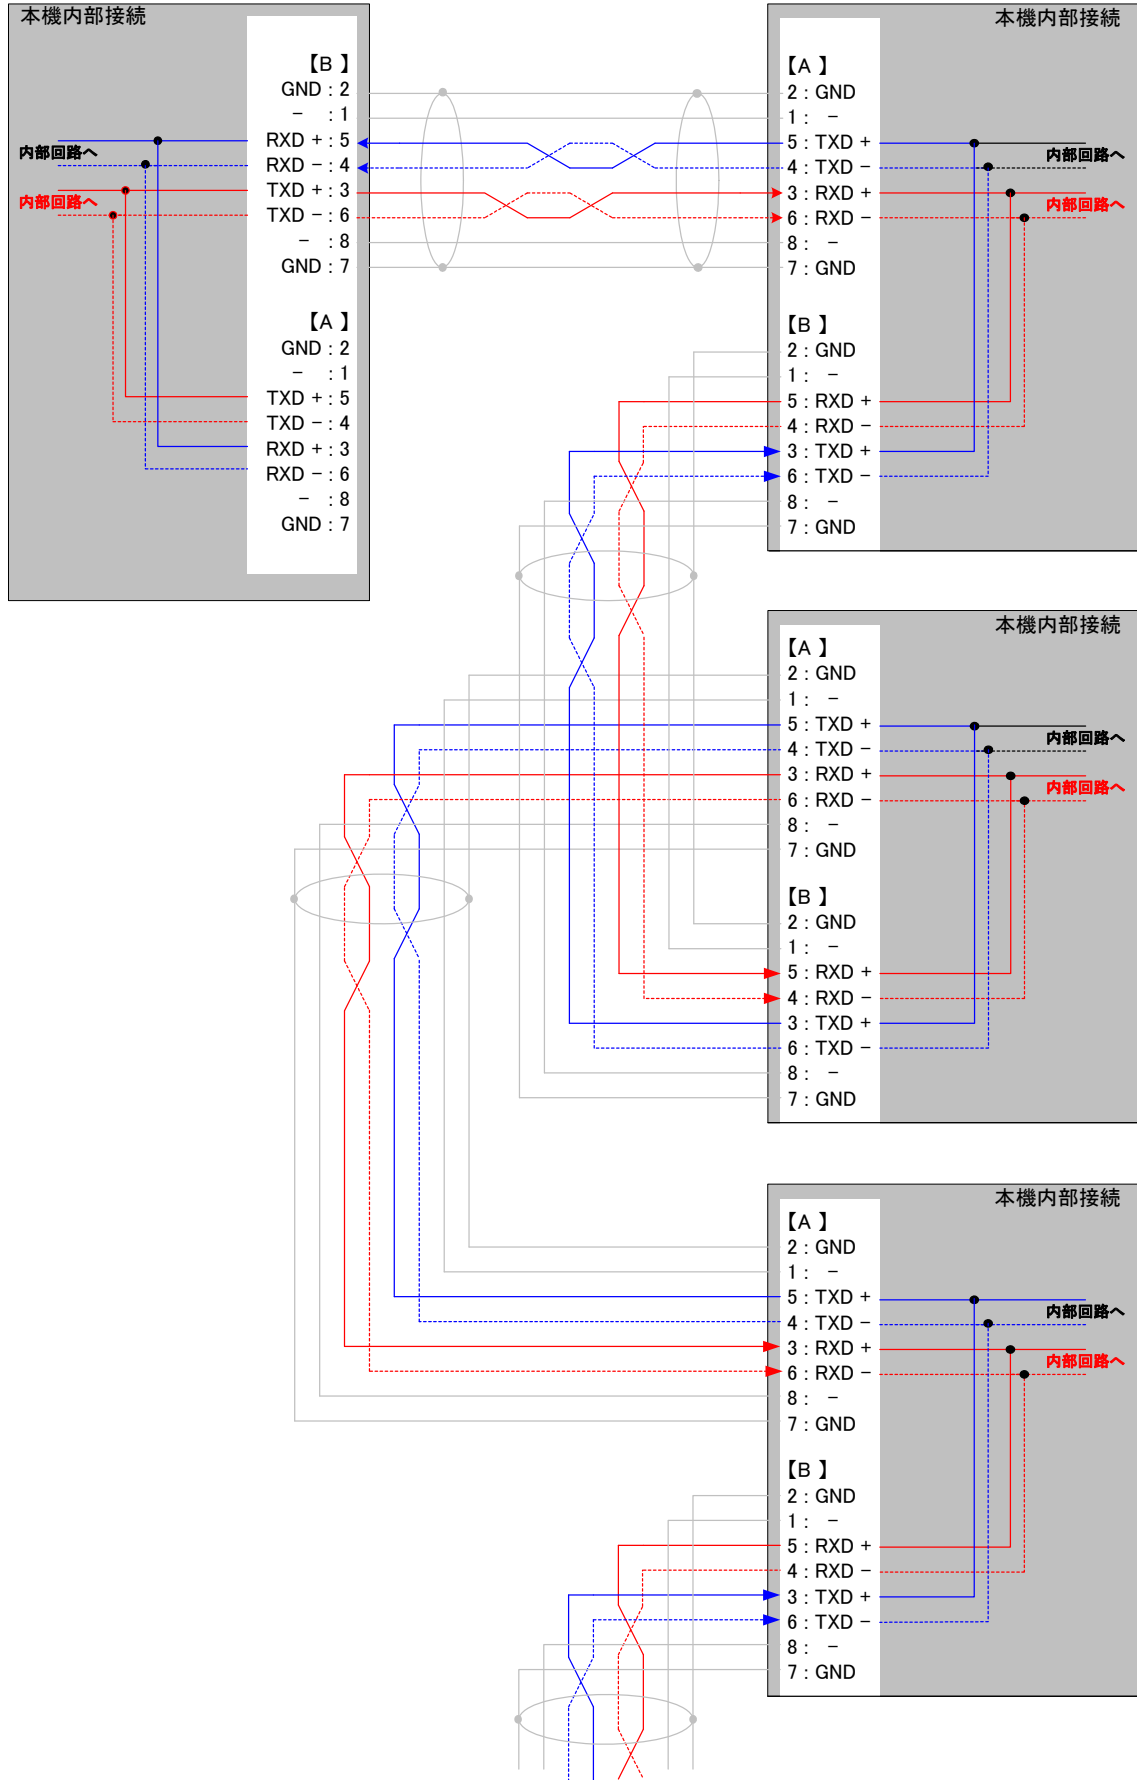 本機内部接続
【B 】
GND : 2
− : 1
RXD + : 5
RXD − : 4
TXD + : 3
TXD − : 6
− : 8
GND : 7
内部回路へ
内部回路へ
【A 】
GND : 2
− : 1
TXD + : 5
TXD − : 4
RXD + : 3
RXD − : 6
− : 8
GND : 7
本機内部接続
【A 】
2 : GND
1 : −
5 : TXD +
4 : TXD −
3 : RXD +
6 : RXD −
8 : −
7 : GND
内部回路へ
内部回路へ
【B 】
2 : GND
1 : −
5 : RXD +
4 : RXD −
3 : TXD +
6 : TXD −
8 : −
7 : GND
本機内部接続
【A 】
2 : GND
1 : −
5 : TXD +
4 : TXD −
3 : RXD +
6 : RXD −
8 : −
7 : GND
内部回路へ
内部回路へ
【B 】
2 : GND
1 : −
5 : RXD +
4 : RXD −
3 : TXD +
6 : TXD −
8 : −
7 : GND
本機内部接続
【A 】
2 : GND
1 : −
5 : TXD +
4 : TXD −
3 : RXD +
6 : RXD −
8 : −
7 : GND
内部回路へ
内部回路へ
【B 】
2 : GND
1 : −
5 : RXD +
4 : RXD −
3 : TXD +
6 : TXD −
8 : −
7 : GND